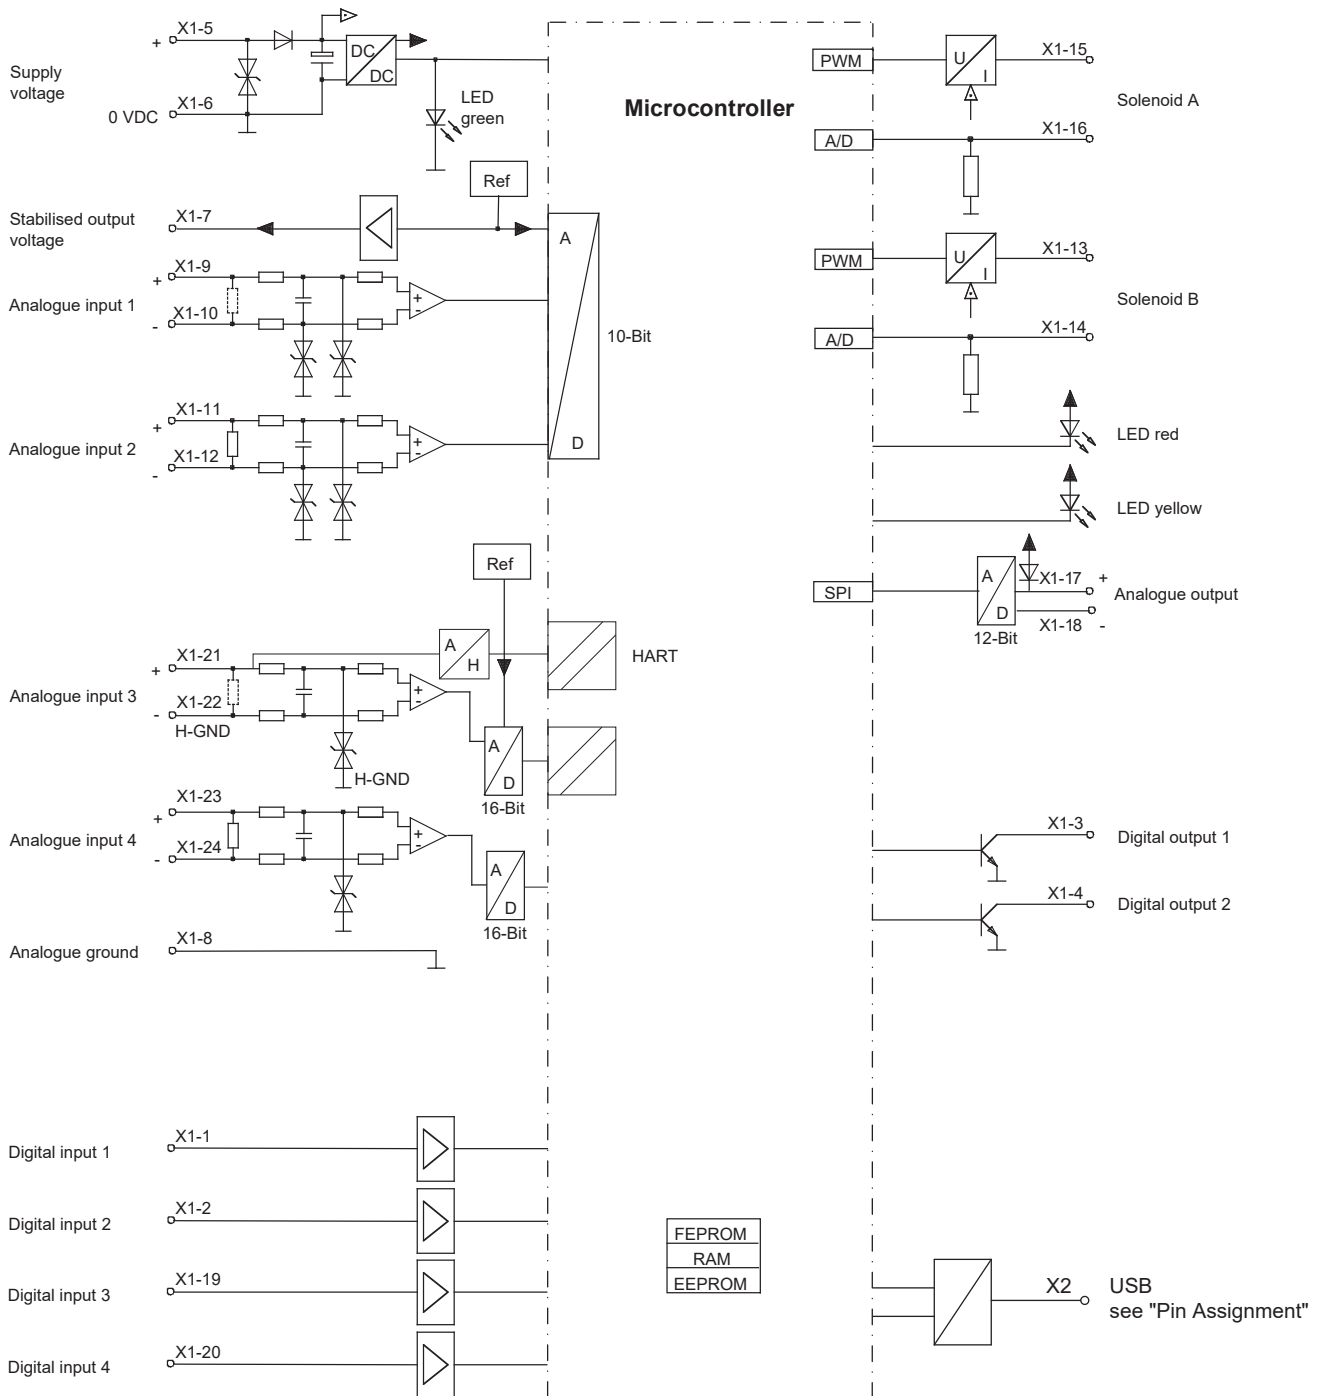 X1-5
+
DC
DC
Supply
voltage
X1-6
0 VDC
LED
green
Microcontroller
Ref
Stabilised output
voltage
X1-7
A
D
10-Bit
X1-9
+
Analogue input 1
X1-10
-
+
-
X1-11
+
Analogue input 2
X1-12
-
+
-
Ref
A
H
HART
X1-21
+
Analogue input 3
X1-22
-
H-GND
+
-
H-GND
A
D
16-Bit
X1-23
+
Analogue input 4
X1-24
-
+
-
A
D
16-Bit
X1-8
Analogue ground
X1-1
Digital input 1
X1-2
Digital input 2
X1-19
Digital input 3
X1-20
Digital input 4
FEPROM
RAM
EEPROM
PWM
U
I
X1-15
Solenoid A
A/D
X1-16
PWM
U
I
X1-13
Solenoid B
A/D
X1-14
LED red
LED yellow
SPI
A
D
12-Bit
X1-17
+
Analogue output
X1-18
-
X1-3
Digital output 1
X1-4
Digital output 2
X2
USB
see "Pin Assignment"